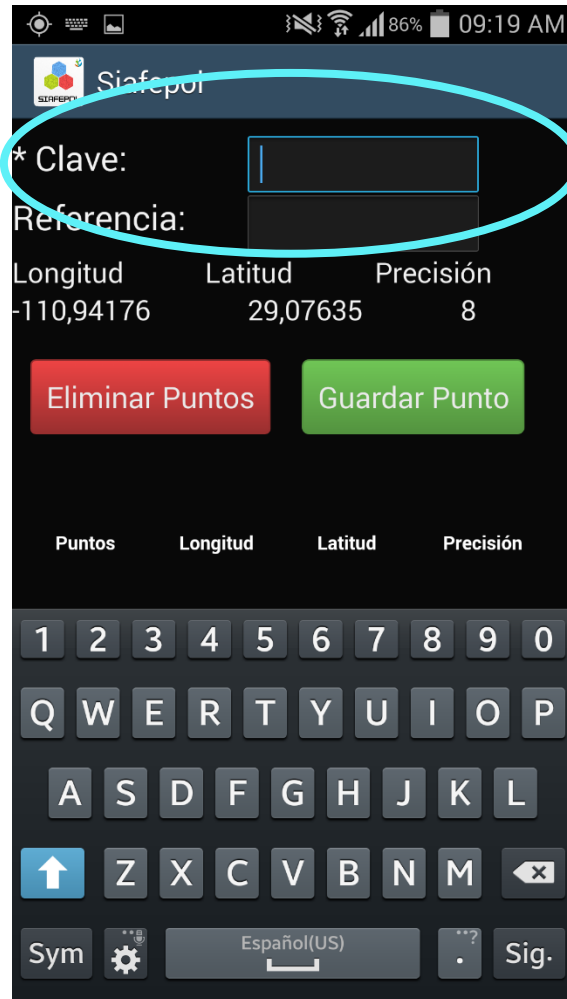 86% 09:19 AM
SIAFEPOL Siafepol
* Clave:
Referencia:
Longitud Latitud Precisión
-110,94176 29,07635 8
Eliminar Puntos Guardar Punto
Puntos Longitud Latitud Precisión
1 2 3 4 5 6 7 8 9 0
Q W E R T Y U I O P
A S D F G H J K L
Z X C V B N M
Sym Español(US) . ? Sig.